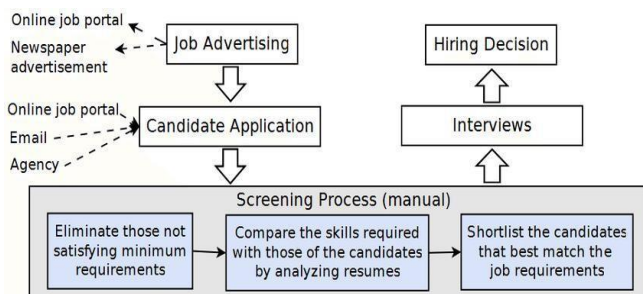 Online job portal
Newspaper
advertisement
Job Advertising
Hiring Decision
Online job portal
Email
Agency
Candidate Application
Interviews
Screening Process (manual)
Eliminate those not
satisfying minimum
requirements
Compare the skills required
with those of the candidates
by analyzing resumes
Shortlist the candidates
that best match the
job requirements